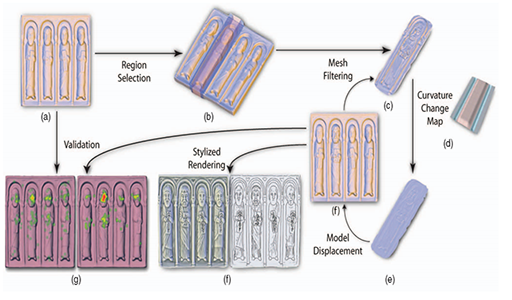 Region
Selection
Mesh
Filtering
(a)
(b)
(c)
Curvature
Change
Map
(d)
Validation
Stylized
Rendering
(f)
Model
Displacement
(g)
(f)
(e)